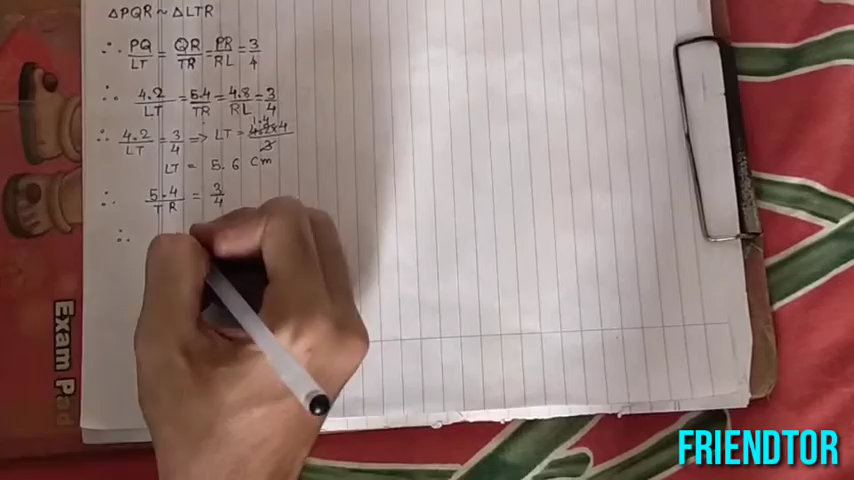 △PQR ~ △LTR
∴ PQ/LT = QR/TR = PR/RL = 3/4
∴ 4.2/LT = 5.4/TR = 4.8/RL = 3/4
∴ 4.2/LT = 3/4 => LT = 4.2×4/3 1.4
LT = 5.6 cm
∴ 5.4/TR = 3/4
∴
Exam
Pad
FRIENDTOR